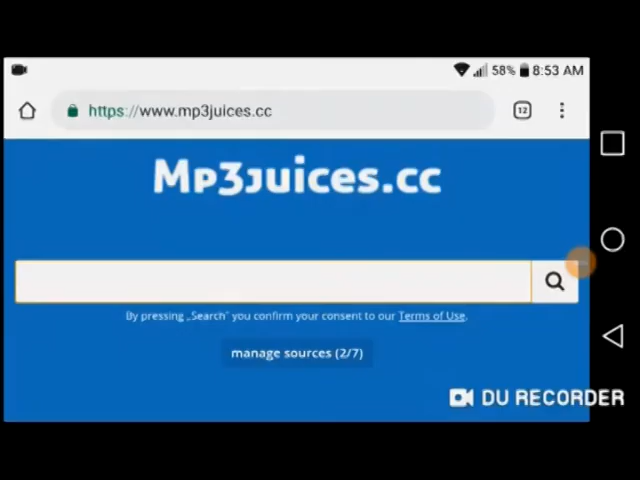 58% 8:53 AM
https://www.mp3juices.cc 12
Mp3juices.cc
By pressing „Search" you confirm your consent to our Terms of Use.
manage sources (2/7)
DU RECORDER